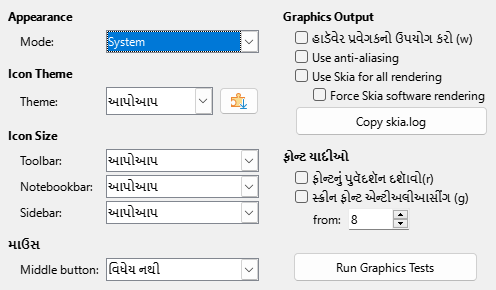 Appearance
Mode: System
Icon Theme
Theme: આપોઆપ
Icon Size
Toolbar: આપોઆપ
Notebookbar: આપોઆપ
Sidebar: આપોઆપ
માઉસ
Middle button: વિધેય નથી
Graphics Output
હાર્ડવેર પ્રવેગકનો ઉપયોગ કરો (w)
Use anti-aliasing
Use Skia for all rendering
Force Skia software rendering
Copy skia.log
ફોન્ટ યાદીઓ
ફોન્ટનું પુર્વદર્શન દર્શાવો(r)
સ્ક્રીન ફોન્ટ એન્ટીઅલીઆસીંગ (g)
from: 8
Run Graphics Tests